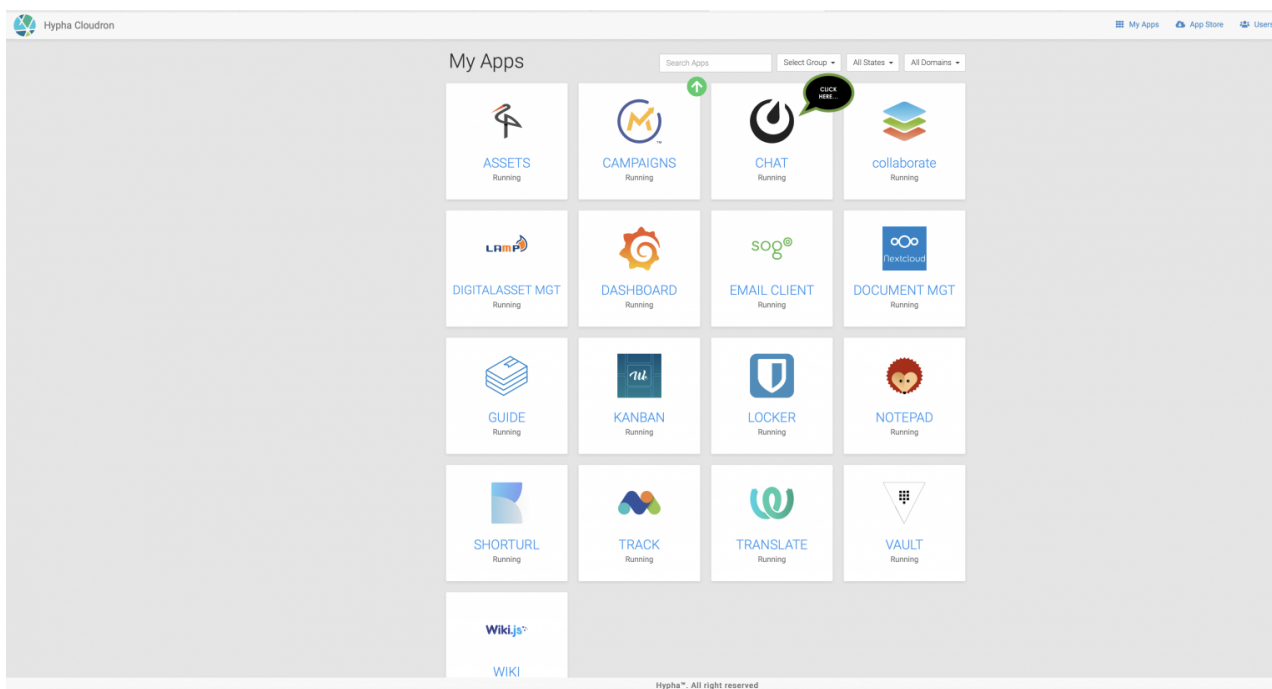 Hypha Cloudron
My Apps
App Store
Users
My Apps
Search Apps
Select Group
All States
All Domains
CLICK
HERE...
ASSETS
Running
CAMPAIGNS
Running
CHAT
Running
collaborate
Running
LAMP
DIGITALASSET MGT
Running
DASHBOARD
Running
sogo
EMAIL CLIENT
Running
Nextcloud
DOCUMENT MGT
Running
GUIDE
Running
KANBAN
Running
LOCKER
Running
NOTEPAD
Running
SHORTURL
Running
TRACK
Running
TRANSLATE
Running
VAULT
Running
Wiki.js
WIKI
Hypha™. All right reserved